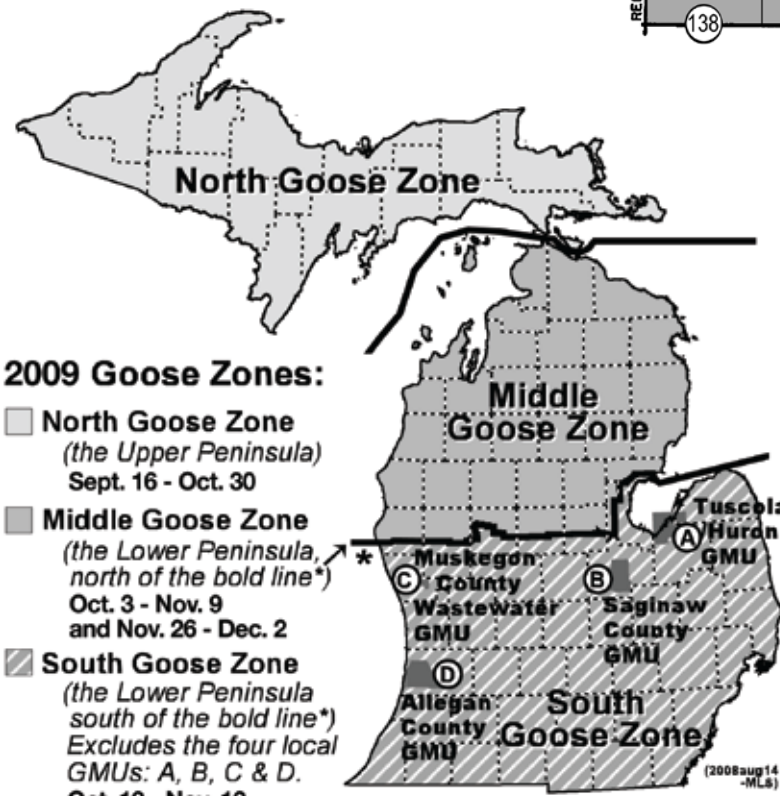 138
North Goose Zone
2009 Goose Zones:
North Goose Zone
(the Upper Peninsula)
Sept. 16 - Oct. 30
Middle Goose Zone
(the Lower Peninsula,
north of the bold line*)
Oct. 3 - Nov. 9
and Nov. 26 - Dec. 2
South Goose Zone
(the Lower Peninsula
south of the bold line*)
Excludes the four local
GMUs: A, B, C & D.
Middle
Goose Zone
*
Tuscola
Huron
GMU
A
Muskegon
County
Wastewater
GMU
C
B
Saginaw
County
GMU
D
Allegan
County
GMU
South
Goose Zone
(2008aug14
-MLS)